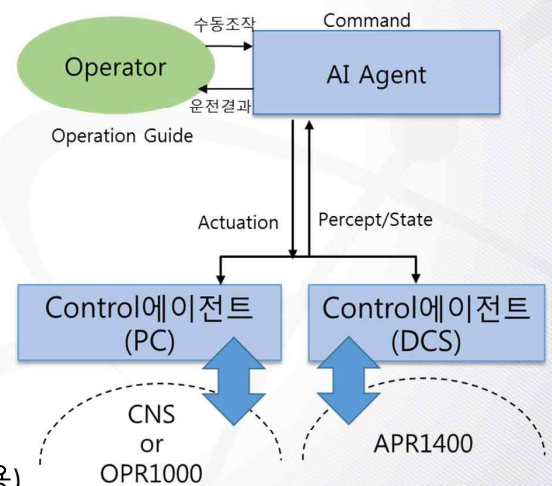 수동조작
Command
Operator
AI Agent
운전결과
Operation Guide
Actuation
Percept/State
Control에이전트
(PC)
Control에이전트
(DCS)
CNS
or
OPR1000
APR1400